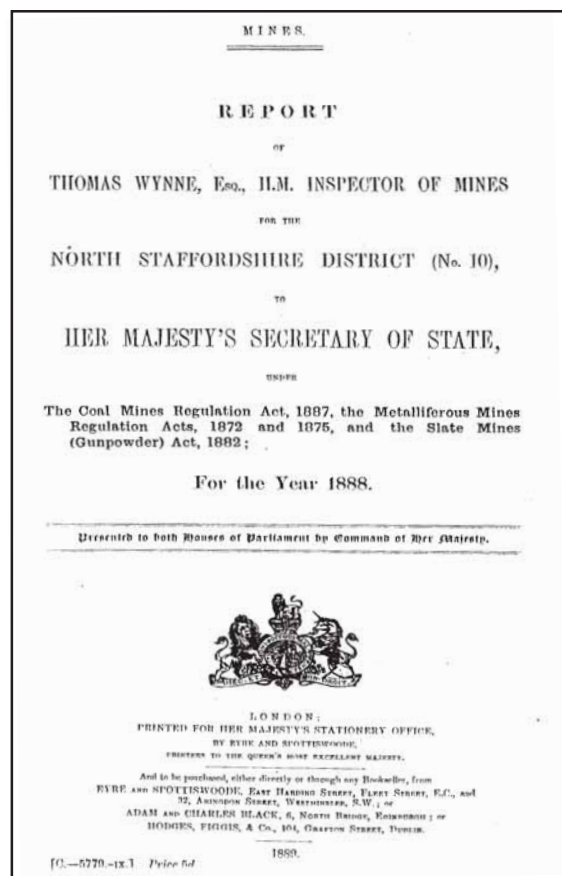 MINES.
REPORT
OF
THOMAS WYNNE, Esq., H.M. INSPECTOR OF MINES
FOR THE
NORTH STAFFORDSHIRE DISTRICT (No. 10),
TO
HER MAJESTY'S SECRETARY OF STATE,
UNDER
The Coal Mines Regulation Act, 1887, the Metalliferous Mines
Regulation Acts, 1872 and 1875, and the Slate Mines
(Gunpowder) Act, 1882;
For the Year 1888.
Presented to both Houses of Parliament by Command of Her Majesty.
LONDON:
PRINTED FOR HER MAJESTY'S STATIONERY OFFICE,
BY EYRE AND SPOTTISWOODE,
PRINTERS TO THE QUEEN'S MOST EXCELLENT MAJESTY.
And to be purchased, either directly or through any Bookseller, from
EYRE AND SPOTTISWOODE, EAST HARDING STREET, FLEET STREET, E.C., and
32, ABINGDON STREET, WESTMINSTER, S.W.; or
ADAM AND CHARLES BLACK, 6, NORTH BRIDGE, EDINBURGH; or
HODGES, FIGGIS, & Co., 104, GRAFTON STREET, DUBLIN.
1889.
[C.—5779.-IX.] Price 5d.